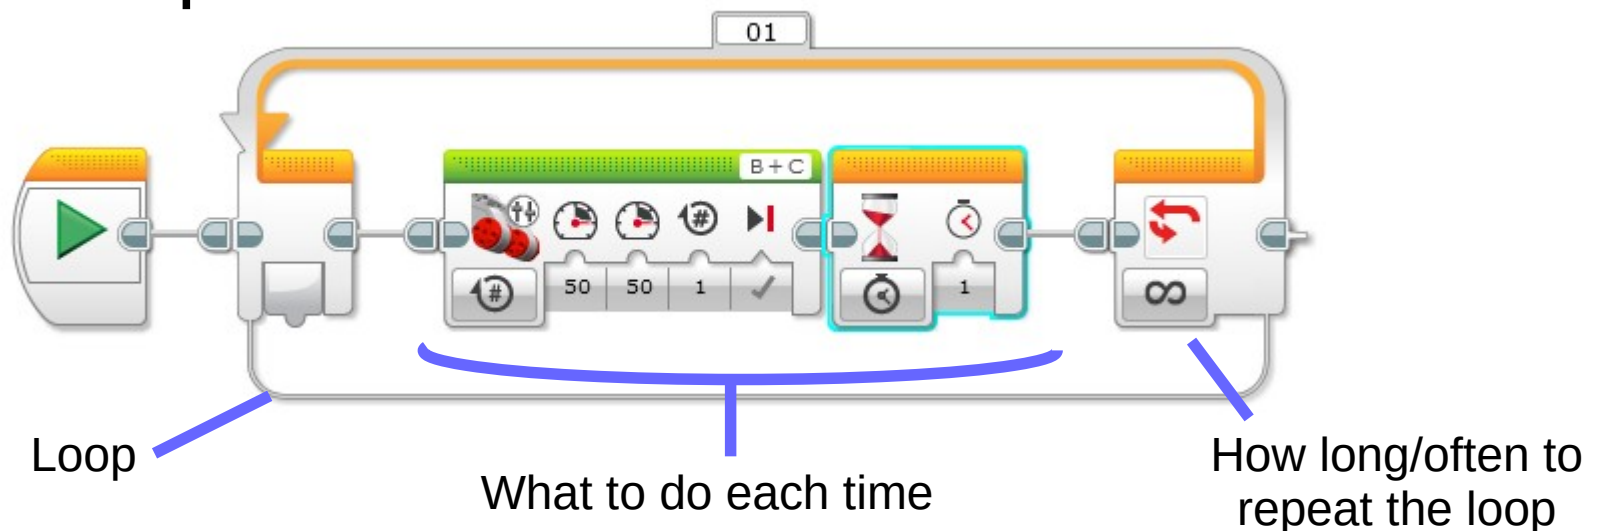 01
B + C
#
50 50 1 1
#
∞
Loop
What to do each time
How long/often to
repeat the loop